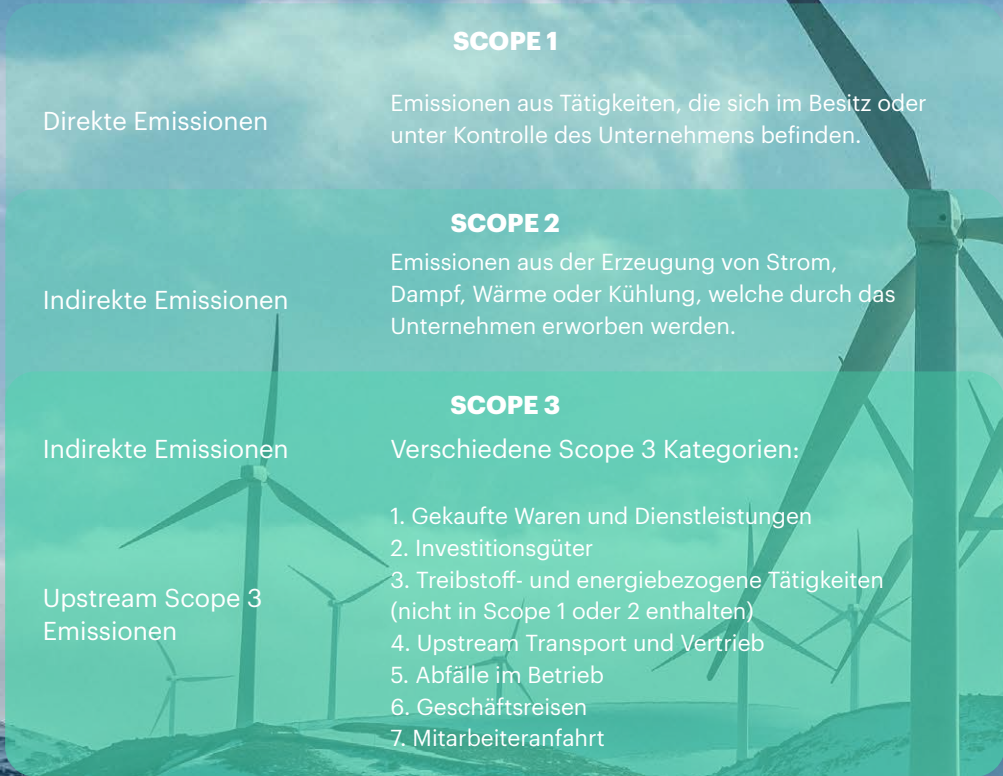 SCOPE 1
Direkte Emissionen
Emissionen aus Tätigkeiten, die sich im Besitz oder
unter Kontrolle des Unternehmens befinden.
SCOPE 2
Indirekte Emissionen
Emissionen aus der Erzeugung von Strom,
Dampf, Wärme oder Kühlung, welche durch das
Unternehmen erworben werden.
SCOPE 3
Indirekte Emissionen
Verschiedene Scope 3 Kategorien:
Upstream Scope 3
Emissionen
1. Gekaufte Waren und Dienstleistungen
2. Investitionsgüter
3. Treibstoff- und energiebezogene Tätigkeiten
(nicht in Scope 1 oder 2 enthalten)
4. Upstream Transport und Vertrieb
5. Abfälle im Betrieb
6. Geschäftsreisen
7. Mitarbeiteranfahrt